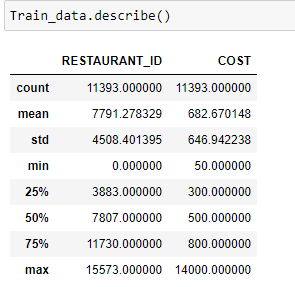 Train_data.describe()
RESTAURANT_ID COST
count 11393.000000 11393.000000
mean 7791.278329 682.670148
std 4508.401395 646.942238
min 0.000000 50.000000
25% 3883.000000 300.000000
50% 7807.000000 500.000000
75% 11730.000000 800.000000
max 15573.000000 14000.000000